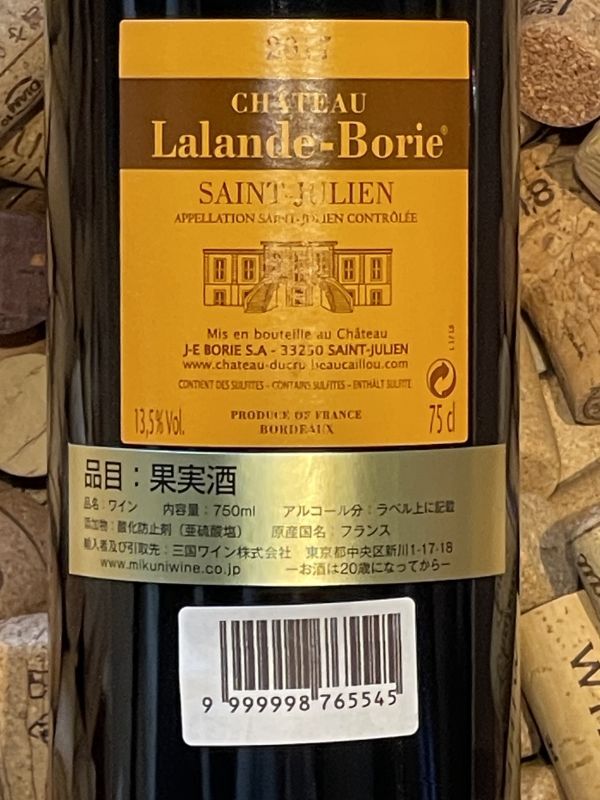 CHÂTEAU
Lalande-Borie®
SAINT-JULIEN
APPELLATION SAINT-JULIEN CONTRÔLÉE
Mis en bouteille au Château
J-E BORIE S.A - 33250 SAINT-JULIEN
www.chateau-ducru-beaucaillou.com
CONTIENT DES SULFITES - CONTAINS SULFITES - ENTHÄLT SULFITE
13,5% Vol.
PRODUCE OF FRANCE
BORDEAUX
75 cl
品目：果実酒
品名：ワイン 内容量：750ml アルコール分：ラベル上に記載
添加物：酸化防止剤（亜硫酸塩） 原産国名：フランス
輸入者及び引取先：三国ワイン株式会社 東京都中央区新川1-17-18
www.mikuniwine.co.jp ーお酒は20歳になってからー
9 999998 765545